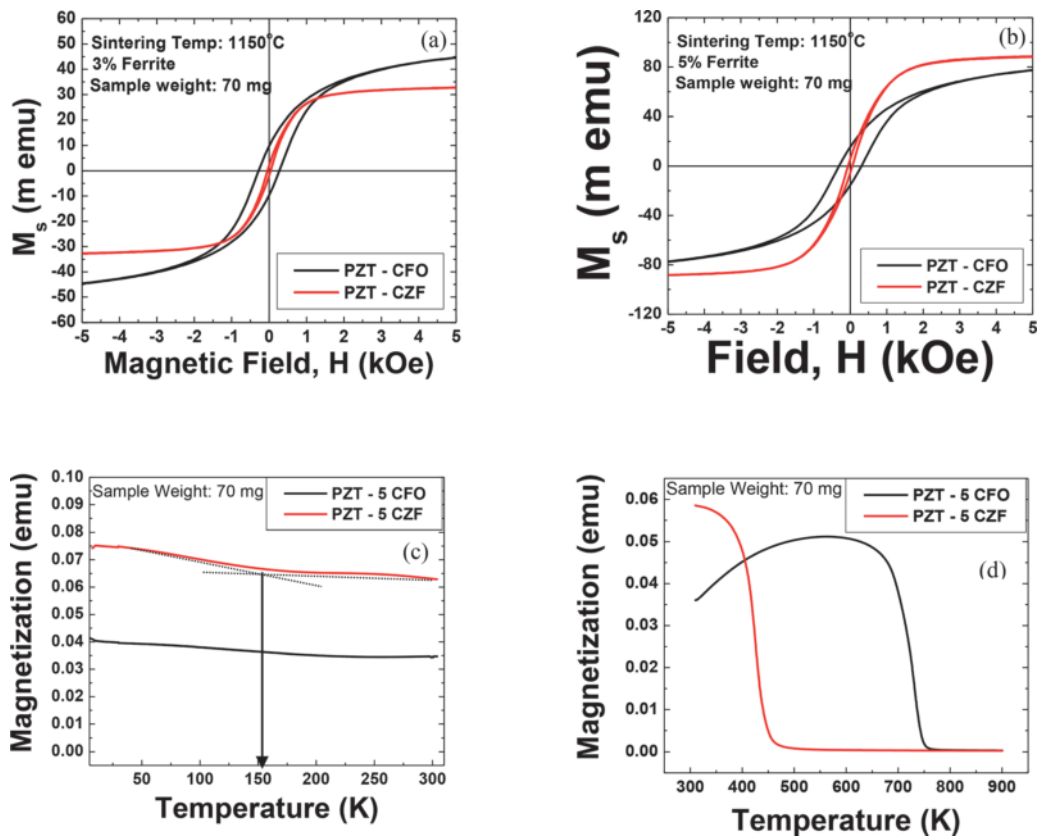 60
50
40
30
20
10
0
-10
-20
-30
-40
-50
-60
M_s (m emu)
Sintering Temp: 1150°C
3% Ferrite
Sample weight: 70 mg
(a)
PZT - CFO
PZT - CZF
-5 -4 -3 -2 -1 0 1 2 3 4 5
Magnetic Field, H (kOe)
120
80
40
0
-40
-80
-120
M_s (m emu)
Sintering Temp: 1150°C
5% Ferrite
Sample weight: 70 mg
(b)
PZT - CFO
PZT - CZF
-5 -4 -3 -2 -1 0 1 2 3 4 5
Field, H (kOe)
0.10
0.09
0.08
0.07
0.06
0.05
0.04
0.03
0.02
0.01
0.00
Magnetization (emu)
Sample Weight: 70 mg
PZT - 5 CFO
PZT - 5 CZF
(c)
50 100 150 200 250 300
Temperature (K)
0.06
0.05
0.04
0.03
0.02
0.01
0.00
Magnetization (emu)
Sample Weight: 70 mg
PZT - 5 CFO
PZT - 5 CZF
(d)
300 400 500 600 700 800 900
Temperature (K)